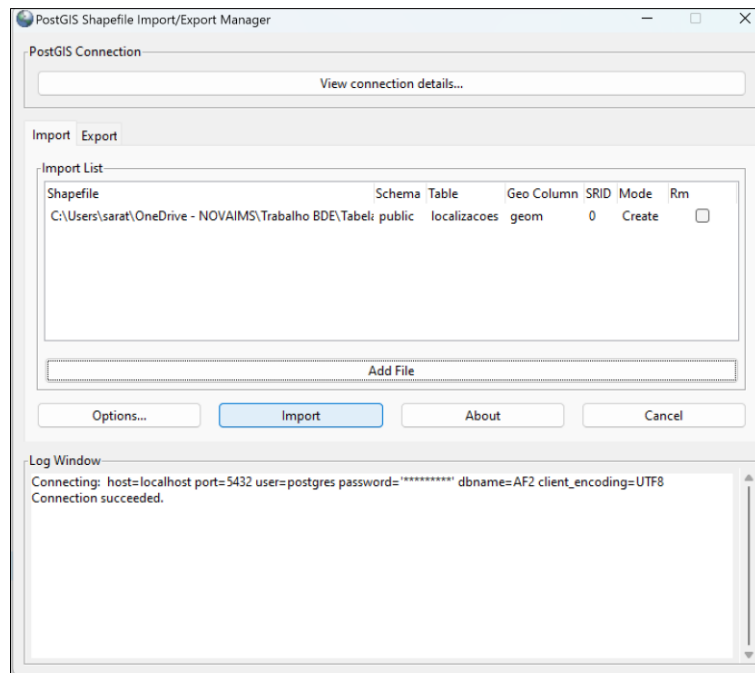 PostGIS Shapefile Import/Export Manager
PostGIS Connection
View connection details...
Import Export
Import List
Shapefile Schema Table Geo Column SRID Mode Rm
C:\Users\sarat\OneDrive - NOVAIMS\Trabalho BDE\Tabela public localizacoes geom 0 Create
Add File
Options... Import About Cancel
Log Window
Connecting: host=localhost port=5432 user=postgres password='*********' dbname=AF2 client_encoding=UTF8
Connection succeeded.